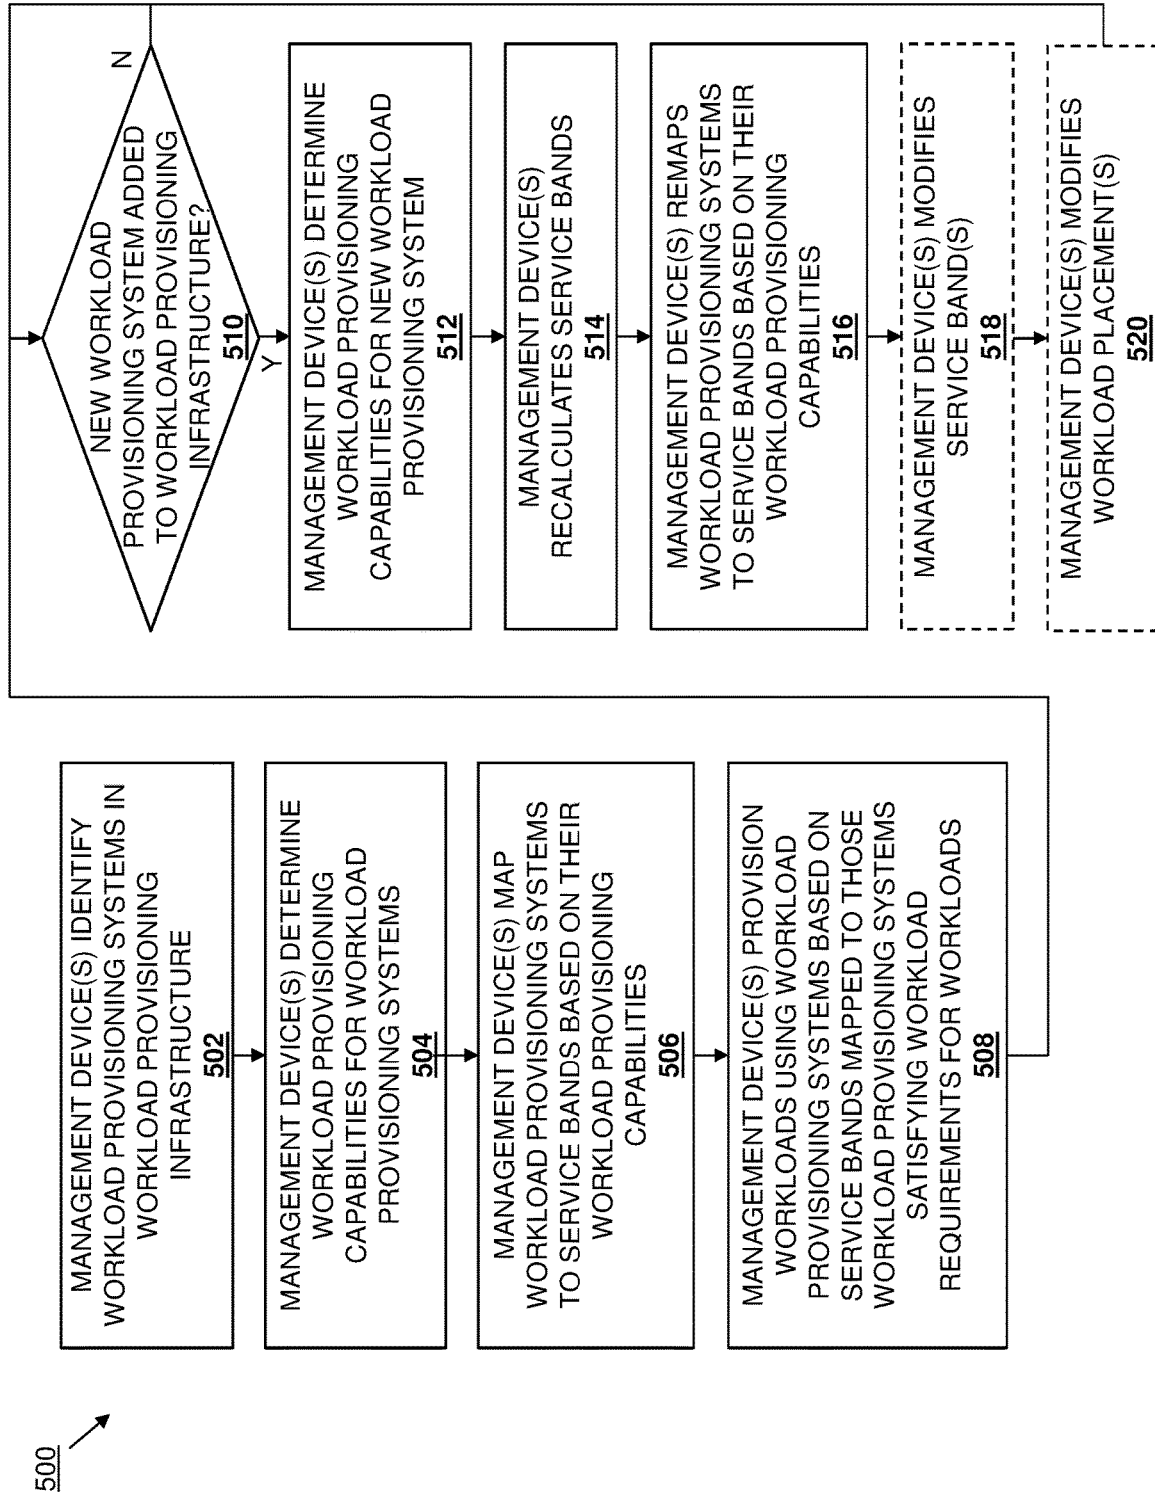 500
MANAGEMENT DEVICE(S) IDENTIFY
WORKLOAD PROVISIONING SYSTEMS IN
WORKLOAD PROVISIONING
INFRASTRUCTURE
502
MANAGEMENT DEVICE(S) DETERMINE
WORKLOAD PROVISIONING
CAPABILITIES FOR WORKLOAD
PROVISIONING SYSTEMS
504
MANAGEMENT DEVICE(S) MAP
WORKLOAD PROVISIONING SYSTEMS
TO SERVICE BANDS BASED ON THEIR
WORKLOAD PROVISIONING
CAPABILITIES
506
MANAGEMENT DEVICE(S) PROVISION
WORKLOADS USING WORKLOAD
PROVISIONING SYSTEMS BASED ON
SERVICE BANDS MAPPED TO THOSE
WORKLOAD PROVISIONING SYSTEMS
SATISFYING WORKLOAD
REQUIREMENTS FOR WORKLOADS
508
NEW WORKLOAD
PROVISIONING SYSTEM ADDED
TO WORKLOAD PROVISIONING
INFRASTRUCTURE?
510
N
Y
MANAGEMENT DEVICE(S) DETERMINE
WORKLOAD PROVISIONING
CAPABILITIES FOR NEW WORKLOAD
PROVISIONING SYSTEM
512
MANAGEMENT DEVICE(S)
RECALCULATES SERVICE BANDS
514
MANAGEMENT DEVICE(S) REMAPS
WORKLOAD PROVISIONING SYSTEMS
TO SERVICE BANDS BASED ON THEIR
WORKLOAD PROVISIONING
CAPABILITIES
516
MANAGEMENT DEVICE(S) MODIFIES
SERVICE BAND(S)
518
MANAGEMENT DEVICE(S) MODIFIES
WORKLOAD PLACEMENT(S)
520